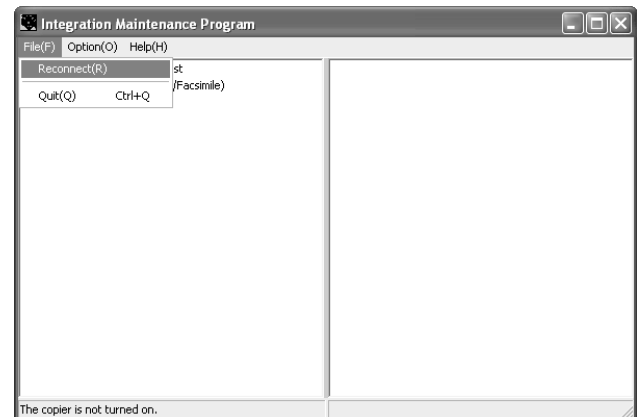 Integration Maintenance Program
File(F) Option(O) Help(H)
Reconnect(R)
st
/Facsimile)
Quit(Q) Ctrl+Q
The copier is not turned on.